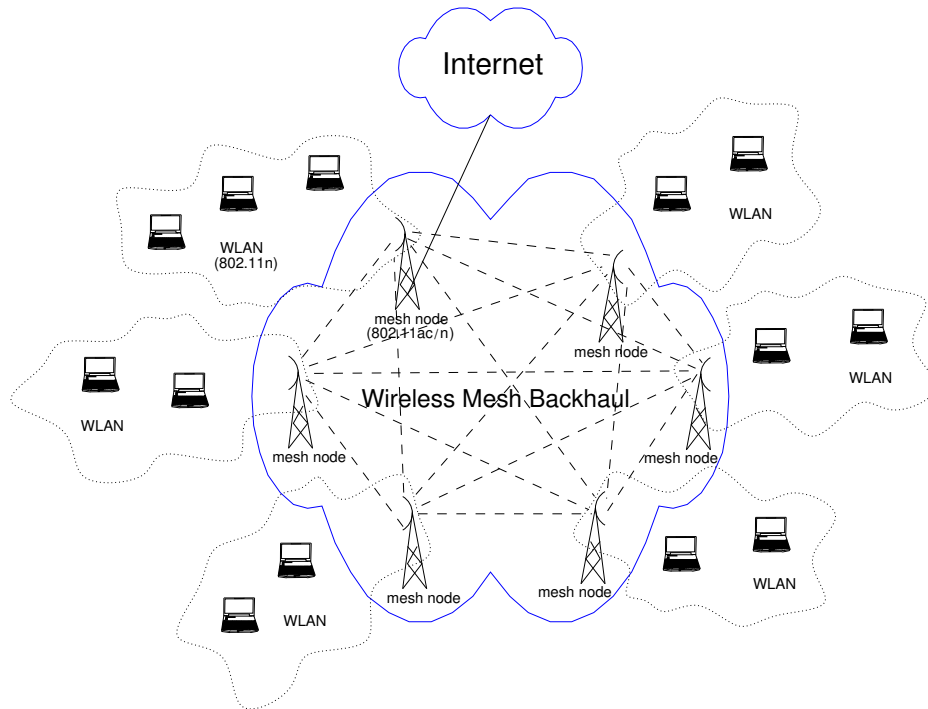 Internet
WLAN
WLAN
(802.11n)
mesh node
(802.11ac/n)
mesh node
WLAN
Wireless Mesh Backhaul
WLAN
mesh node
mesh node
WLAN
mesh node
mesh node
WLAN